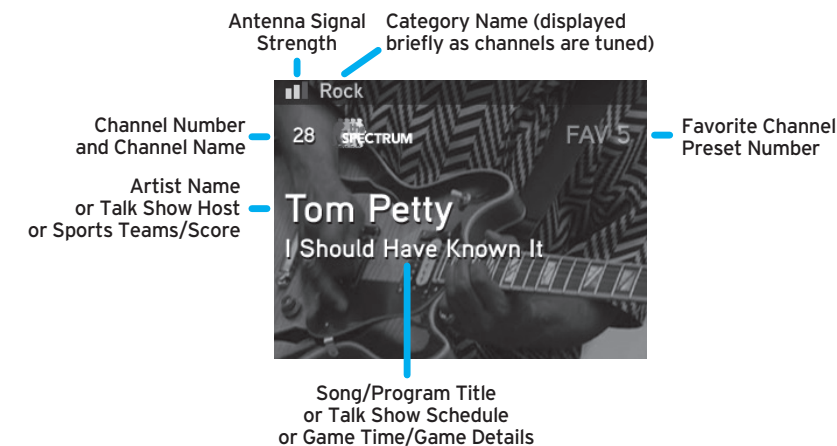 Antenna Signal
Strength
Category Name (displayed
briefly as channels are tuned)
Rock
Channel Number
and Channel Name
28 SPECTRUM
FAV 5
Favorite Channel
Preset Number
Artist Name
or Talk Show Host
or Sports Teams/Score
Tom Petty
I Should Have Known It
Song/Program Title
or Talk Show Schedule
or Game Time/Game Details